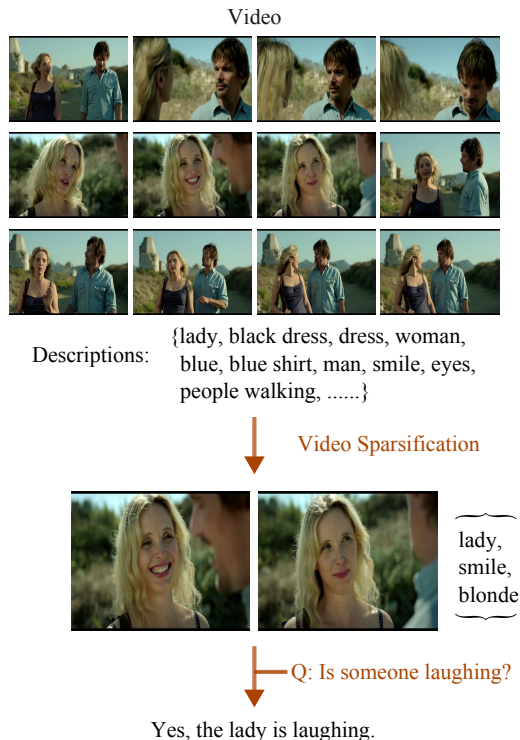 Video
Descriptions: {lady, black dress, dress, woman,
blue, blue shirt, man, smile, eyes,
people walking, ......}
Video Sparsification
lady,
smile,
blonde
Q: Is someone laughing?
Yes, the lady is laughing.